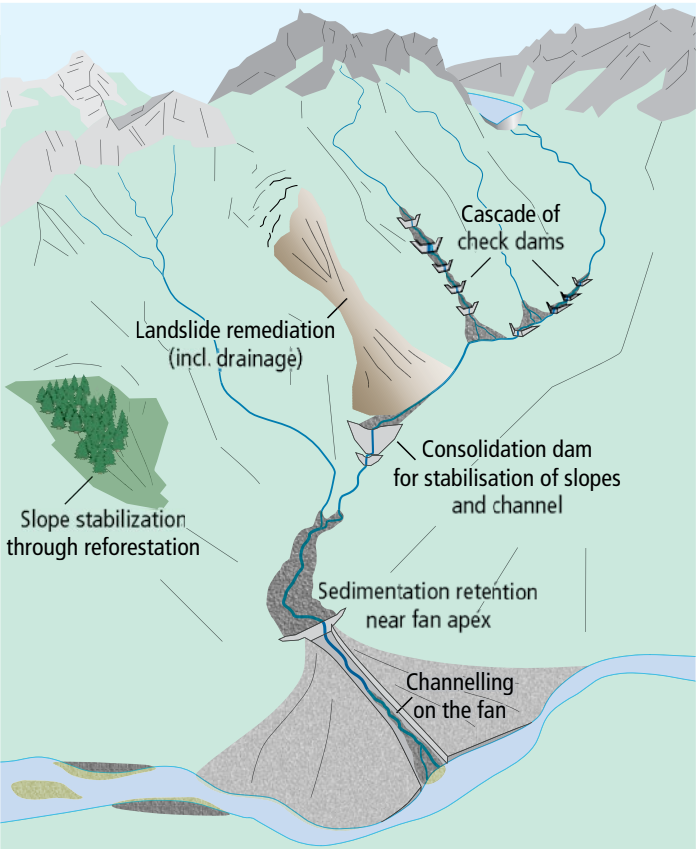 Cascade of
check dams
Landslide remediation
(incl. drainage)
Consolidation dam
for stabilisation of slopes
and channel
Slope stabilization
through reforestation
Sedimentation retention
near fan apex
Channelling
on the fan